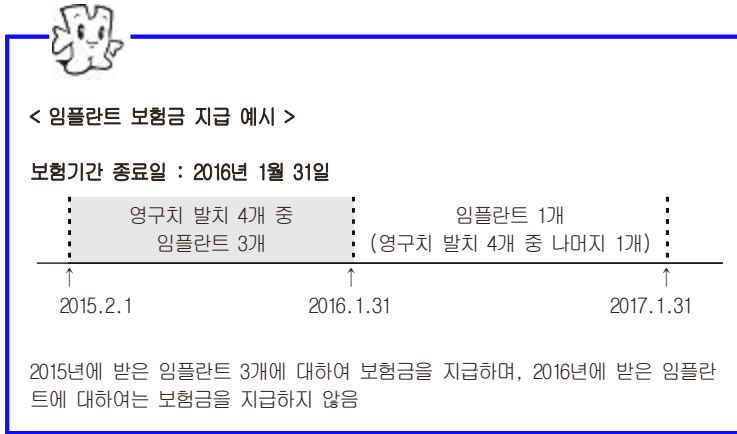 < 임플란트 보험금 지급 예시 >
보험기간 종료일 : 2016년 1월 31일
영구치 발치 4개 중
임플란트 3개
임플란트 1개
(영구치 발치 4개 중 나머지 1개)
↑ ↑ ↑
2015.2.1 2016.1.31 2017.1.31
2015년에 받은 임플란트 3개에 대하여 보험금을 지급하며, 2016년에 받은 임플란
트에 대하여는 보험금을 지급하지 않음